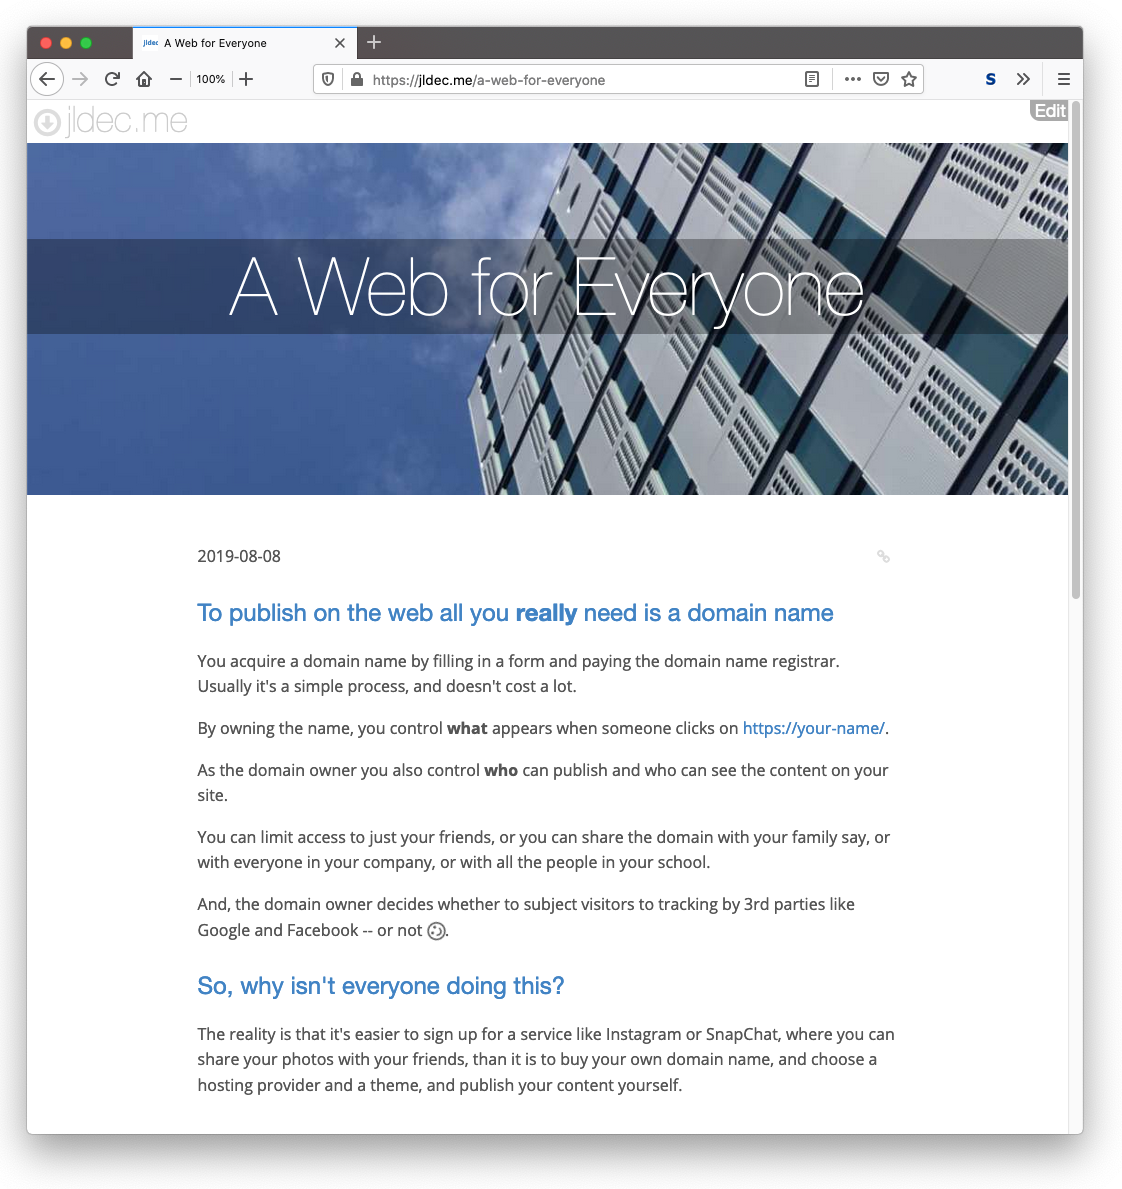 jldec A Web for Everyone
100% https://jldec.me/a-web-for-everyone S
jldec.me Edit
A Web for Everyone
2019-08-08
To publish on the web all you really need is a domain name
You acquire a domain name by filling in a form and paying the domain name registrar.
Usually it's a simple process, and doesn't cost a lot.
By owning the name, you control what appears when someone clicks on https://your-name/.
As the domain owner you also control who can publish and who can see the content on your
site.
You can limit access to just your friends, or you can share the domain with your family say, or
with everyone in your company, or with all the people in your school.
And, the domain owner decides whether to subject visitors to tracking by 3rd parties like
Google and Facebook -- or not .
So, why isn't everyone doing this?
The reality is that it's easier to sign up for a service like Instagram or SnapChat, where you can
share your photos with your friends, than it is to buy your own domain name, and choose a
hosting provider and a theme, and publish your content yourself.